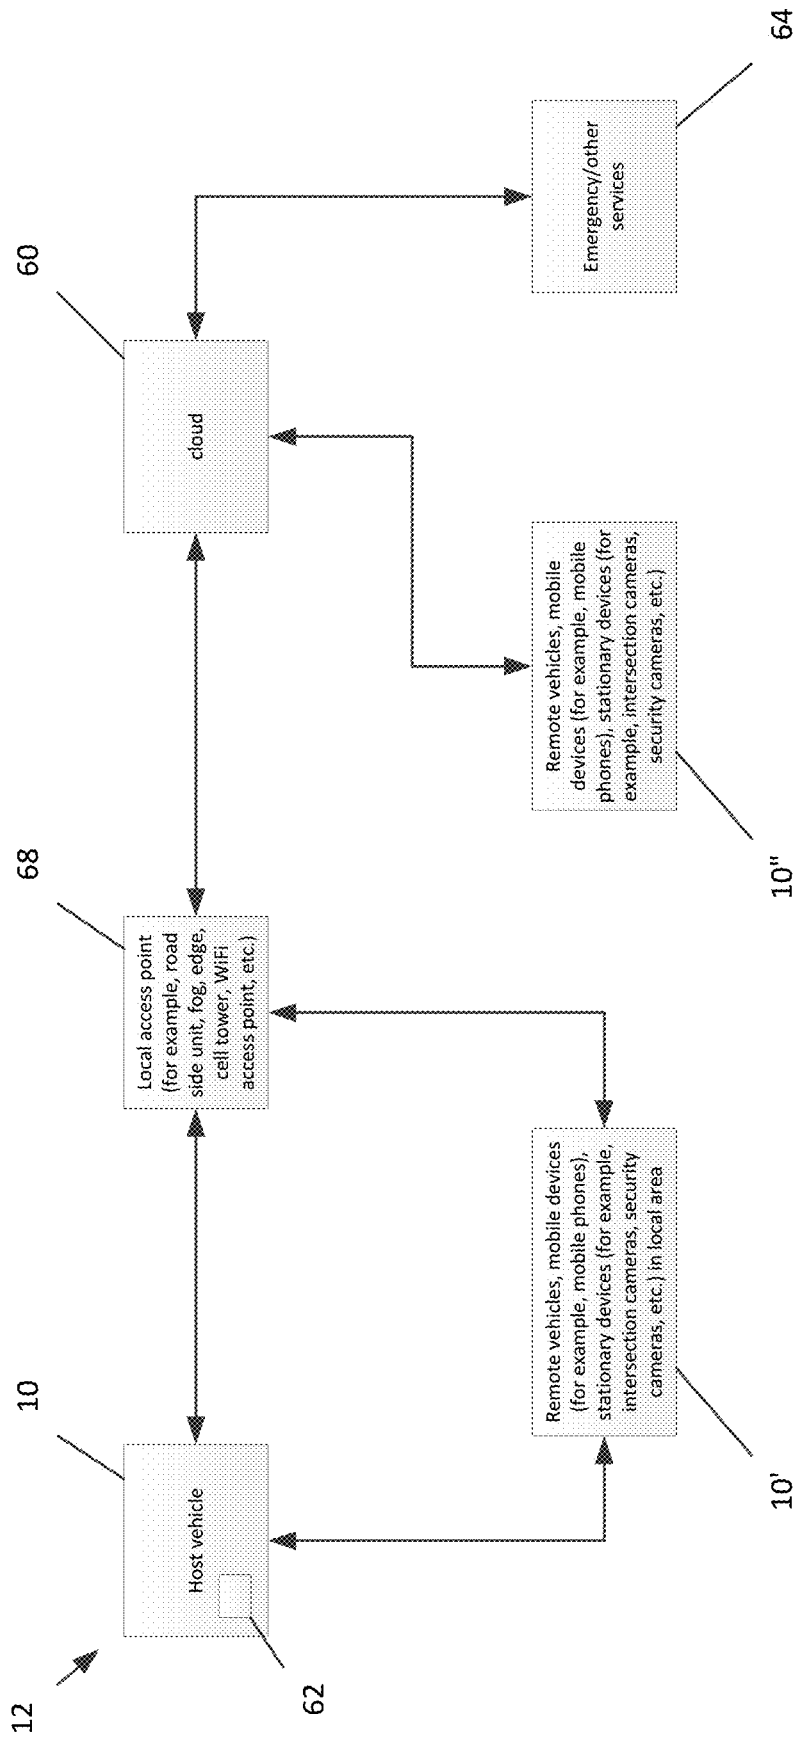 12
10
Host vehicle
62
68
Local access point
(for example, road
side unit, fog, edge,
cell tower, WiFi
access point, etc.)
60
cloud
Remote vehicles, mobile devices
(for example, mobile phones),
stationary devices (for example,
intersection cameras, security
cameras, etc.) in local area
10'
Remote vehicles, mobile
devices (for example, mobile
phones), stationary devices (for
example, intersection cameras,
security cameras, etc.)
10"
Emergency/other
services
64